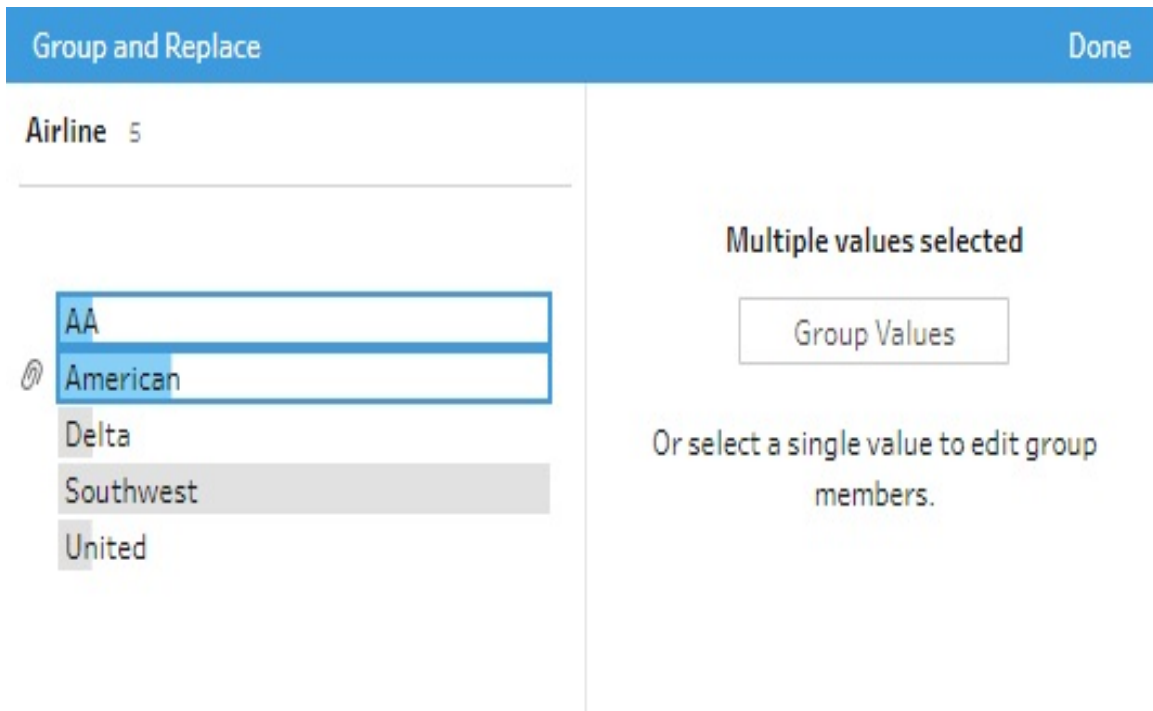 Group and Replace
Done
Airline 5
AA
American
Delta
Southwest
United
Multiple values selected
Group Values
Or select a single value to edit group
members.